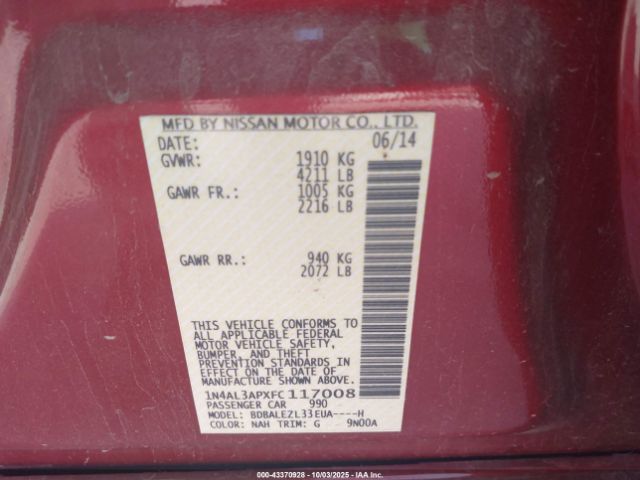 MFD BY NISSAN MOTOR CO., LTD.
DATE: 06/14
GVWR: 1910 KG
4211 LB
GAWR FR.: 1005 KG
2216 LB
GAWR RR.: 940 KG
2072 LB
THIS VEHICLE CONFORMS TO
ALL APPLICABLE FEDERAL
MOTOR VEHICLE SAFETY,
BUMPER, AND THEFT
PREVENTION STANDARDS IN
EFFECT ON THE DATE OF
MANUFACTURE SHOWN ABOVE.
1N4AL3APXFC117008
PASSENGER CAR 990
MODEL: BDBALEZL33EUA----H
COLOR: NAH TRIM: G 9N00A
000-43370928 - 10/03/2025 - IAAI.COM